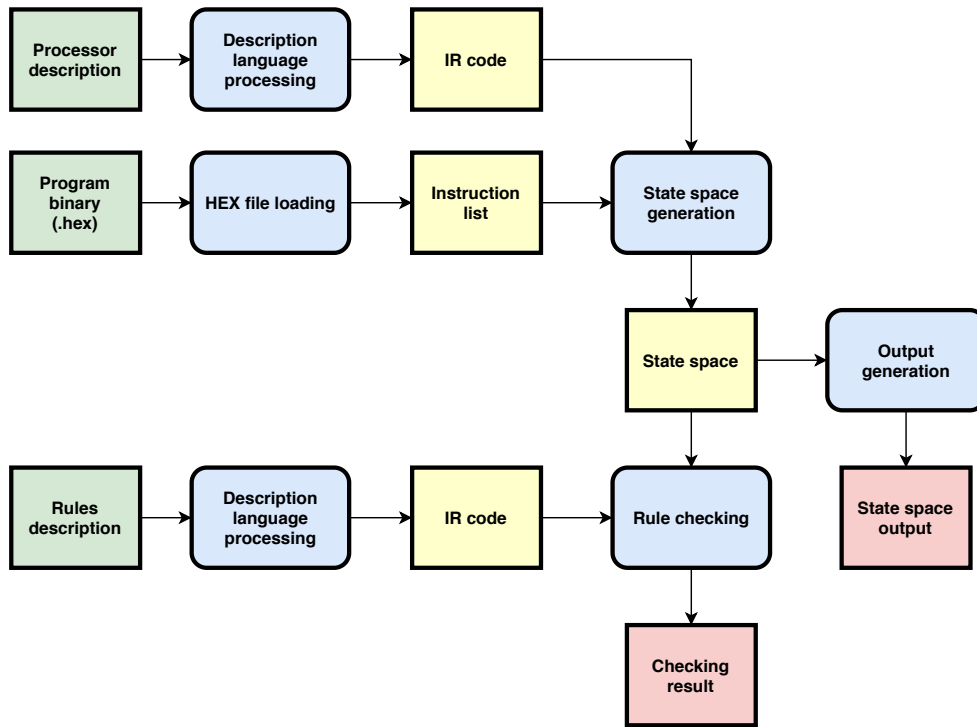 Processor
description
Description
language
processing
IR code
Program
binary
(.hex)
HEX file loading
Instruction
list
State space
generation
State space
Output
generation
Rules
description
Description
language
processing
IR code
Rule checking
State space
output
Checking
result